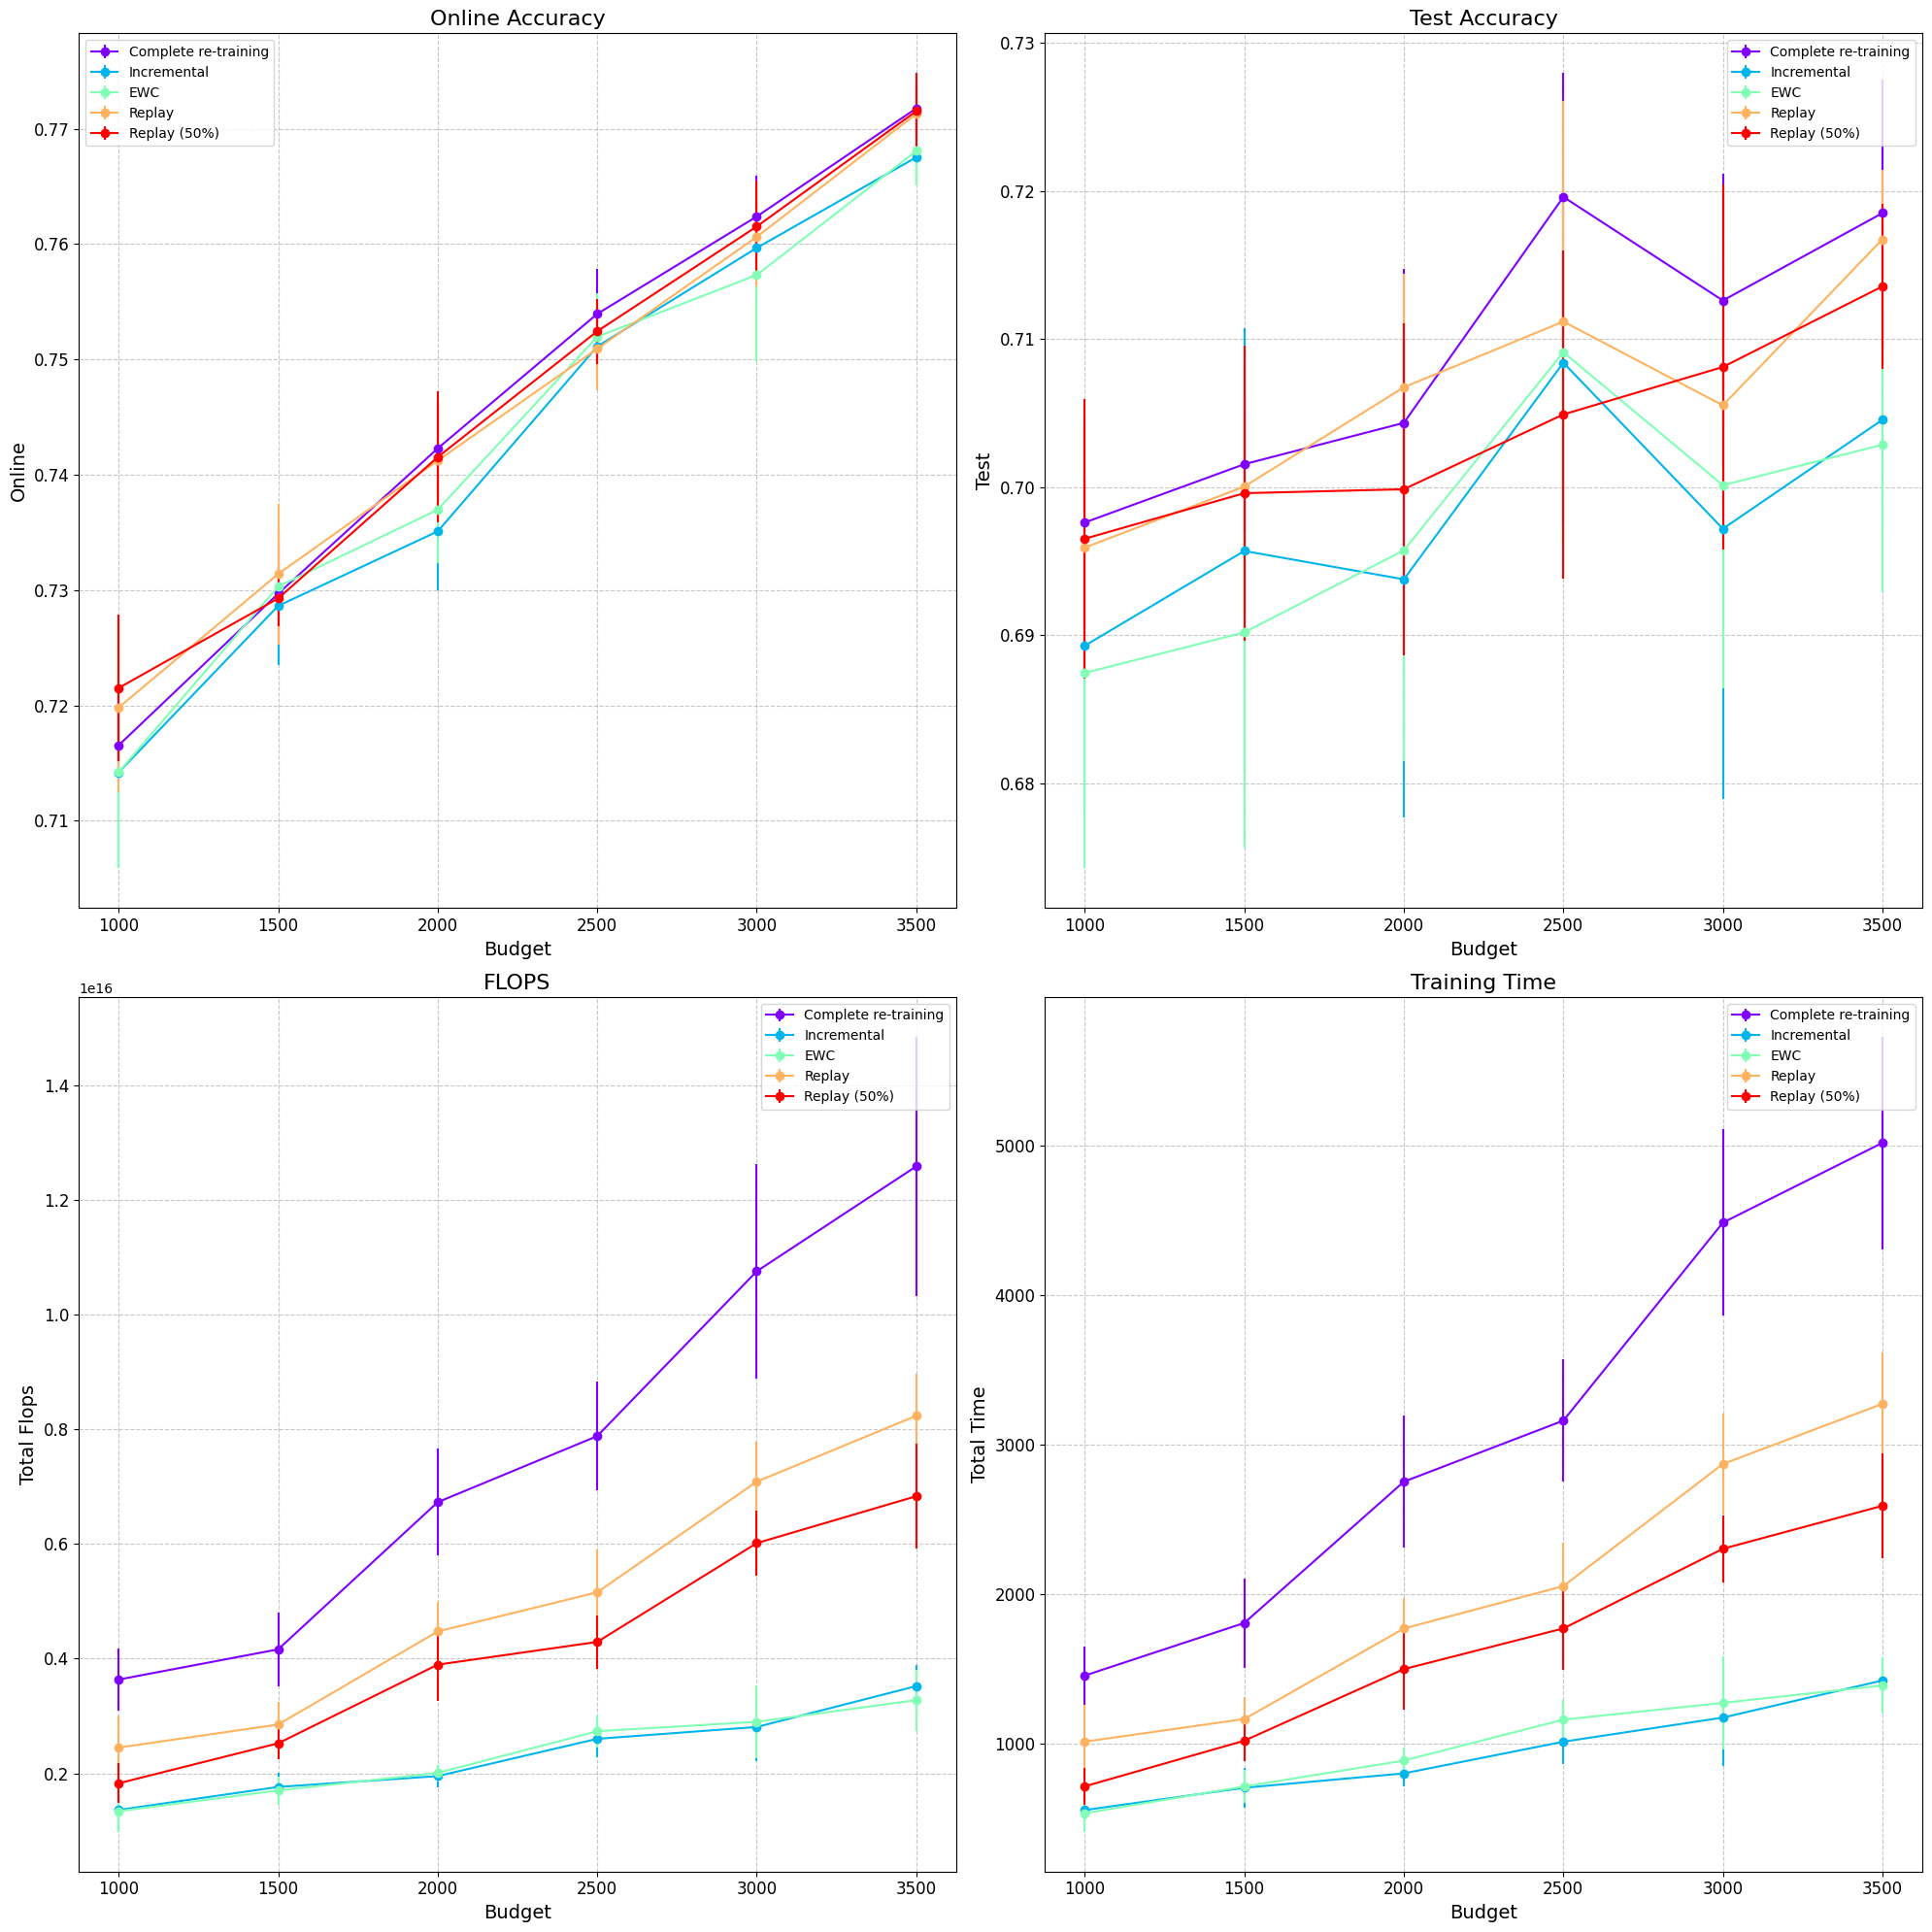 Online Accuracy
Complete re-training
Incremental
EWC
Replay
Replay (50%)
0.77
0.76
0.75
0.74
0.73
0.72
0.71
Online
1000 1500 2000 2500 3000 3500
Budget
Test Accuracy
Complete re-training
Incremental
EWC
Replay
Replay (50%)
0.73
0.72
0.71
0.70
0.69
0.68
Test
1000 1500 2000 2500 3000 3500
Budget
FLOPS
1e16
Complete re-training
Incremental
EWC
Replay
Replay (50%)
1.4
1.2
1.0
0.8
0.6
0.4
0.2
Total Flops
1000 1500 2000 2500 3000 3500
Budget
Training Time
Complete re-training
Incremental
EWC
Replay
Replay (50%)
5000
4000
3000
2000
1000
Total Time
1000 1500 2000 2500 3000 3500
Budget